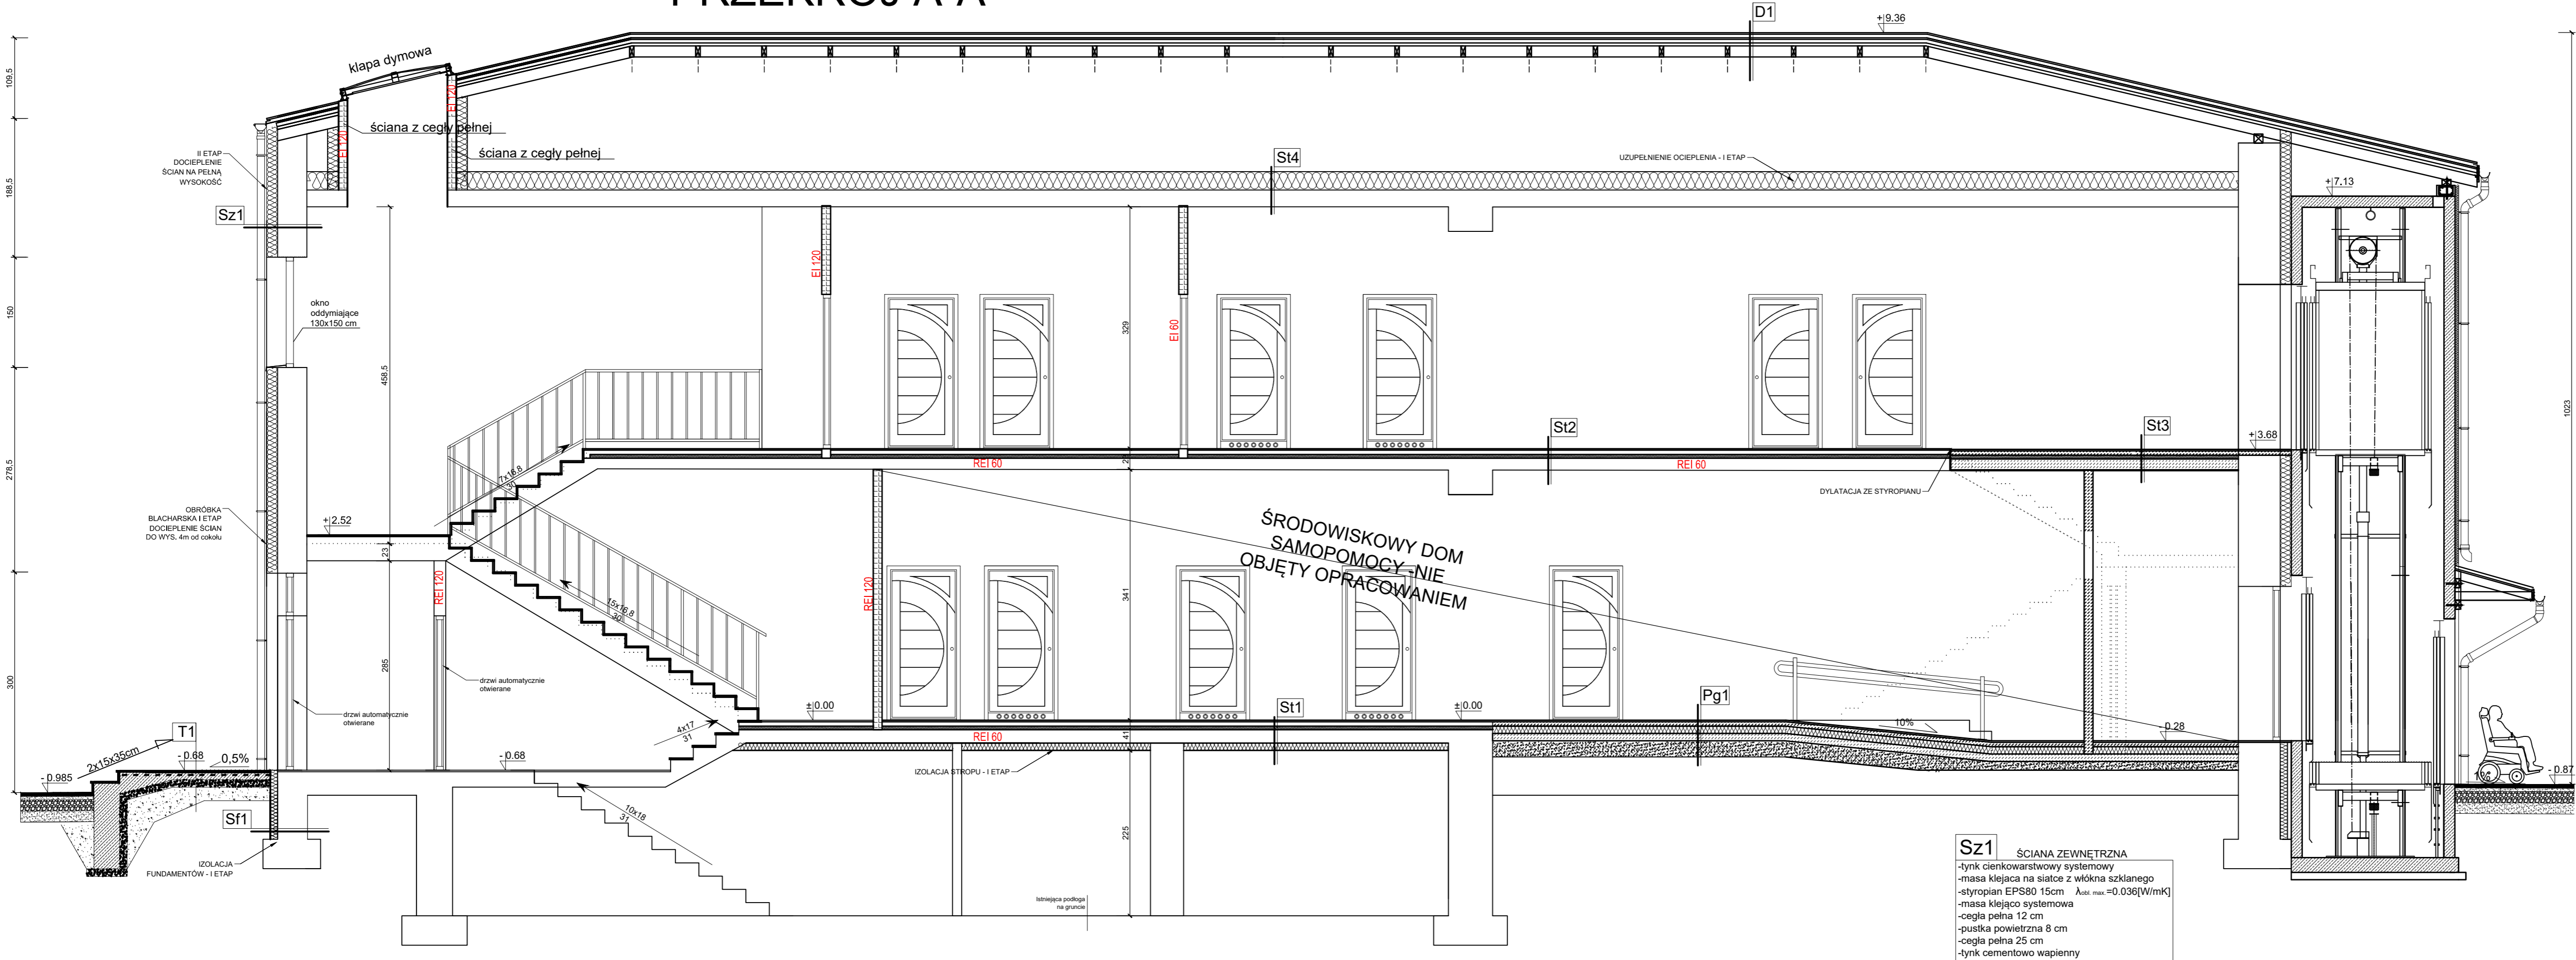 D1
+9.36
klapa dymowa
109,5
EI 120
ściana z cegły pełnej
EI 120
ściana z cegły pełnej
II ETAP
DOCIEPLENIE
ŚCIAN NA PEŁNĄ
WYSOKOŚĆ
188,5
St4
UZUPEŁNIENIE OCIEPLENIA - I ETAP
+7.13
Sz1
EI 120
okno
oddymiające
130x150 cm
150
458,5
329
EI 60
1023
St2
St3
+3.68
7x16,8
30
REI 60
REI 60
278,5
DYLATACJA ZE STYROPIANU
OBRÓBKA
BLACHARSKA I ETAP
DOCIEPLENIE ŚCIAN
DO WYS. 4m od cokołu
+2.52
23
ŚRODOWISKOWY DOM
SAMOPOMOCY -NIE
OBJĘTY OPRACOWANIEM
REI 120
REI 120
15x16,8
30
341
285
300
drzwi automatycznie
otwierane
drzwi automatycznie
otwierane
±0.00
±0.00
St1
Pg1
4x17
31
REI 60
41
10%
-0.28
T1
2x15x35cm
-0.68
0,5%
-0.68
-0.985
IZOLACJA STROPU - I ETAP
1%
-0.87
Sf1
10x18
31
225
IZOLACJA
FUNDAMENTÓW - I ETAP
Istniejąca podłoga
na gruncie
Sz1 ŚCIANA ZEWNĘTRZNA
-tynk cienkowarstwowy systemowy
-masa klejaca na siatce z włókna szklanego
-styropian EPS80 15cm λobl. max.=0.036[W/mK]
-masa klejąco systemowa
-cegła pełna 12 cm
-pustka powietrzna 8 cm
-cegła pełna 25 cm
-tynk cementowo wapienny